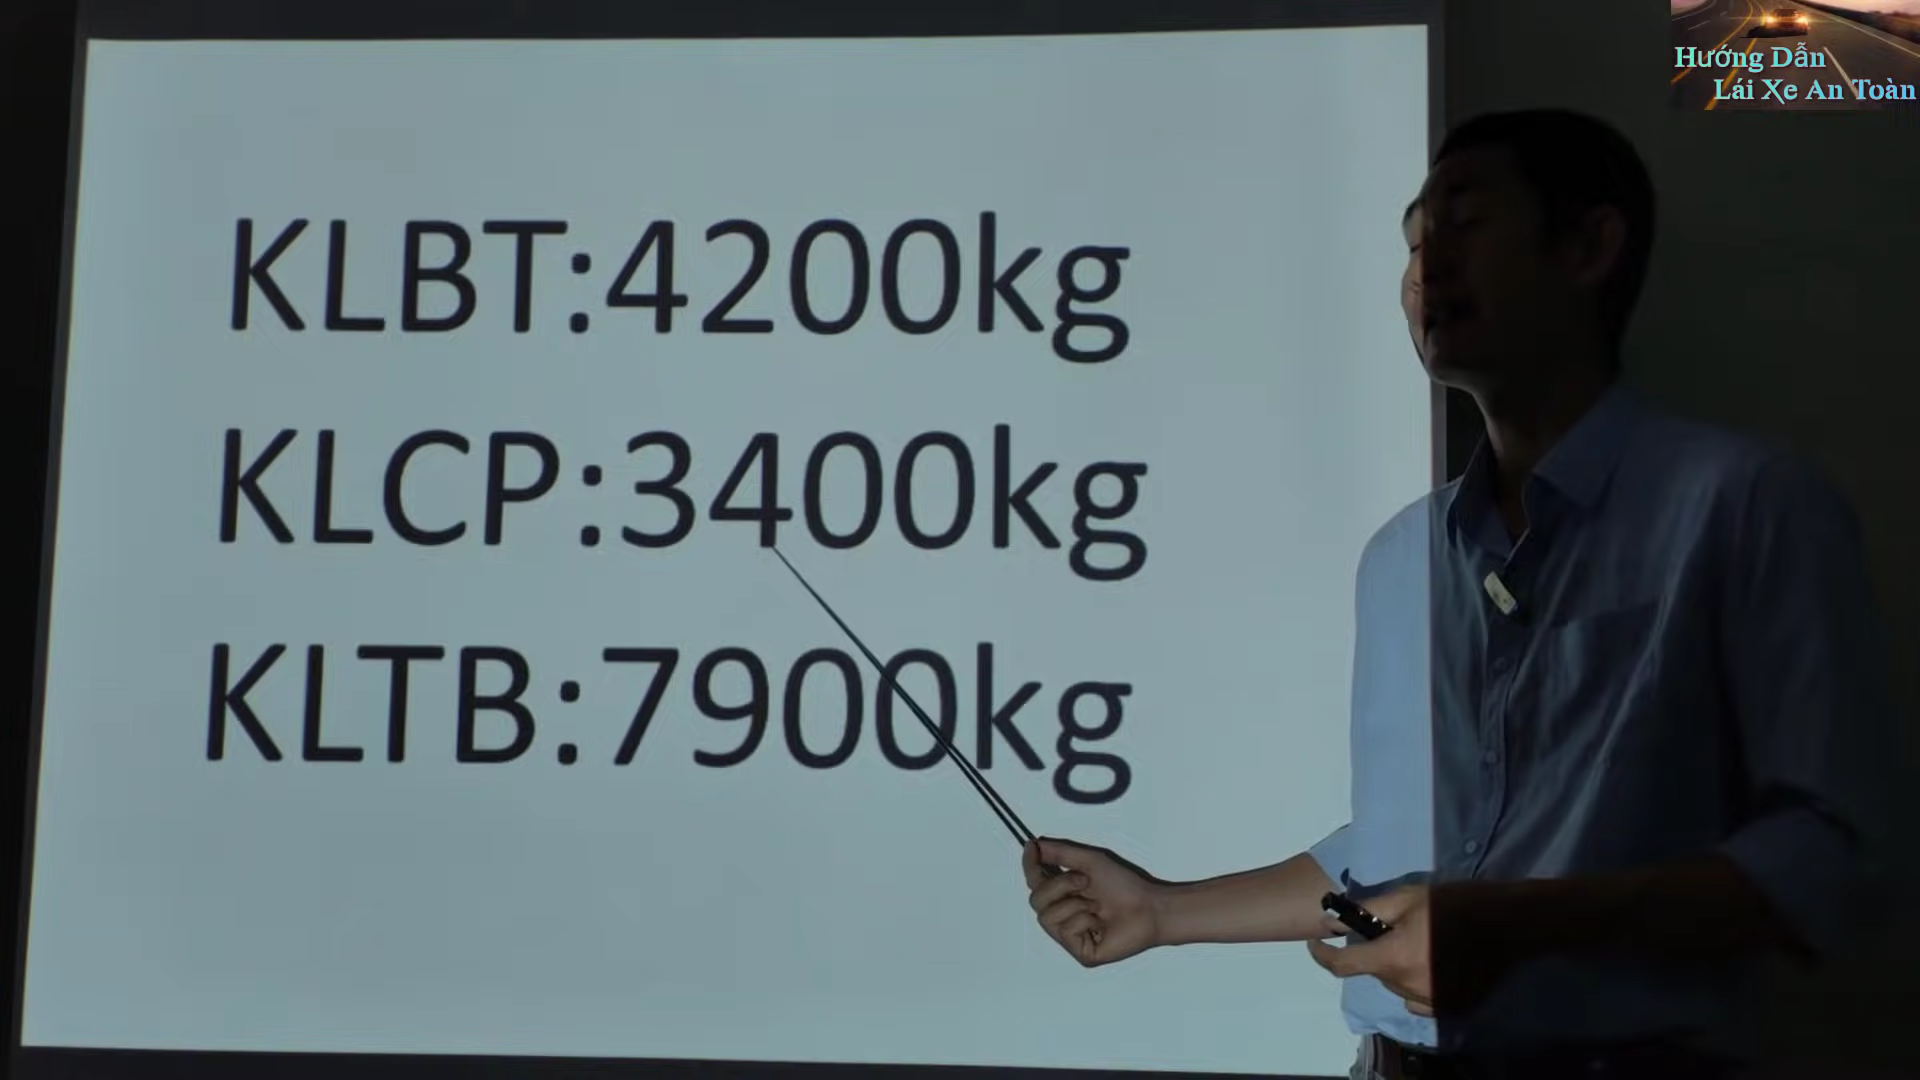 Hướng Dẫn
Lái Xe An Toàn
KLBT:4200kg
KLCP:3400kg
KLTB:7900kg